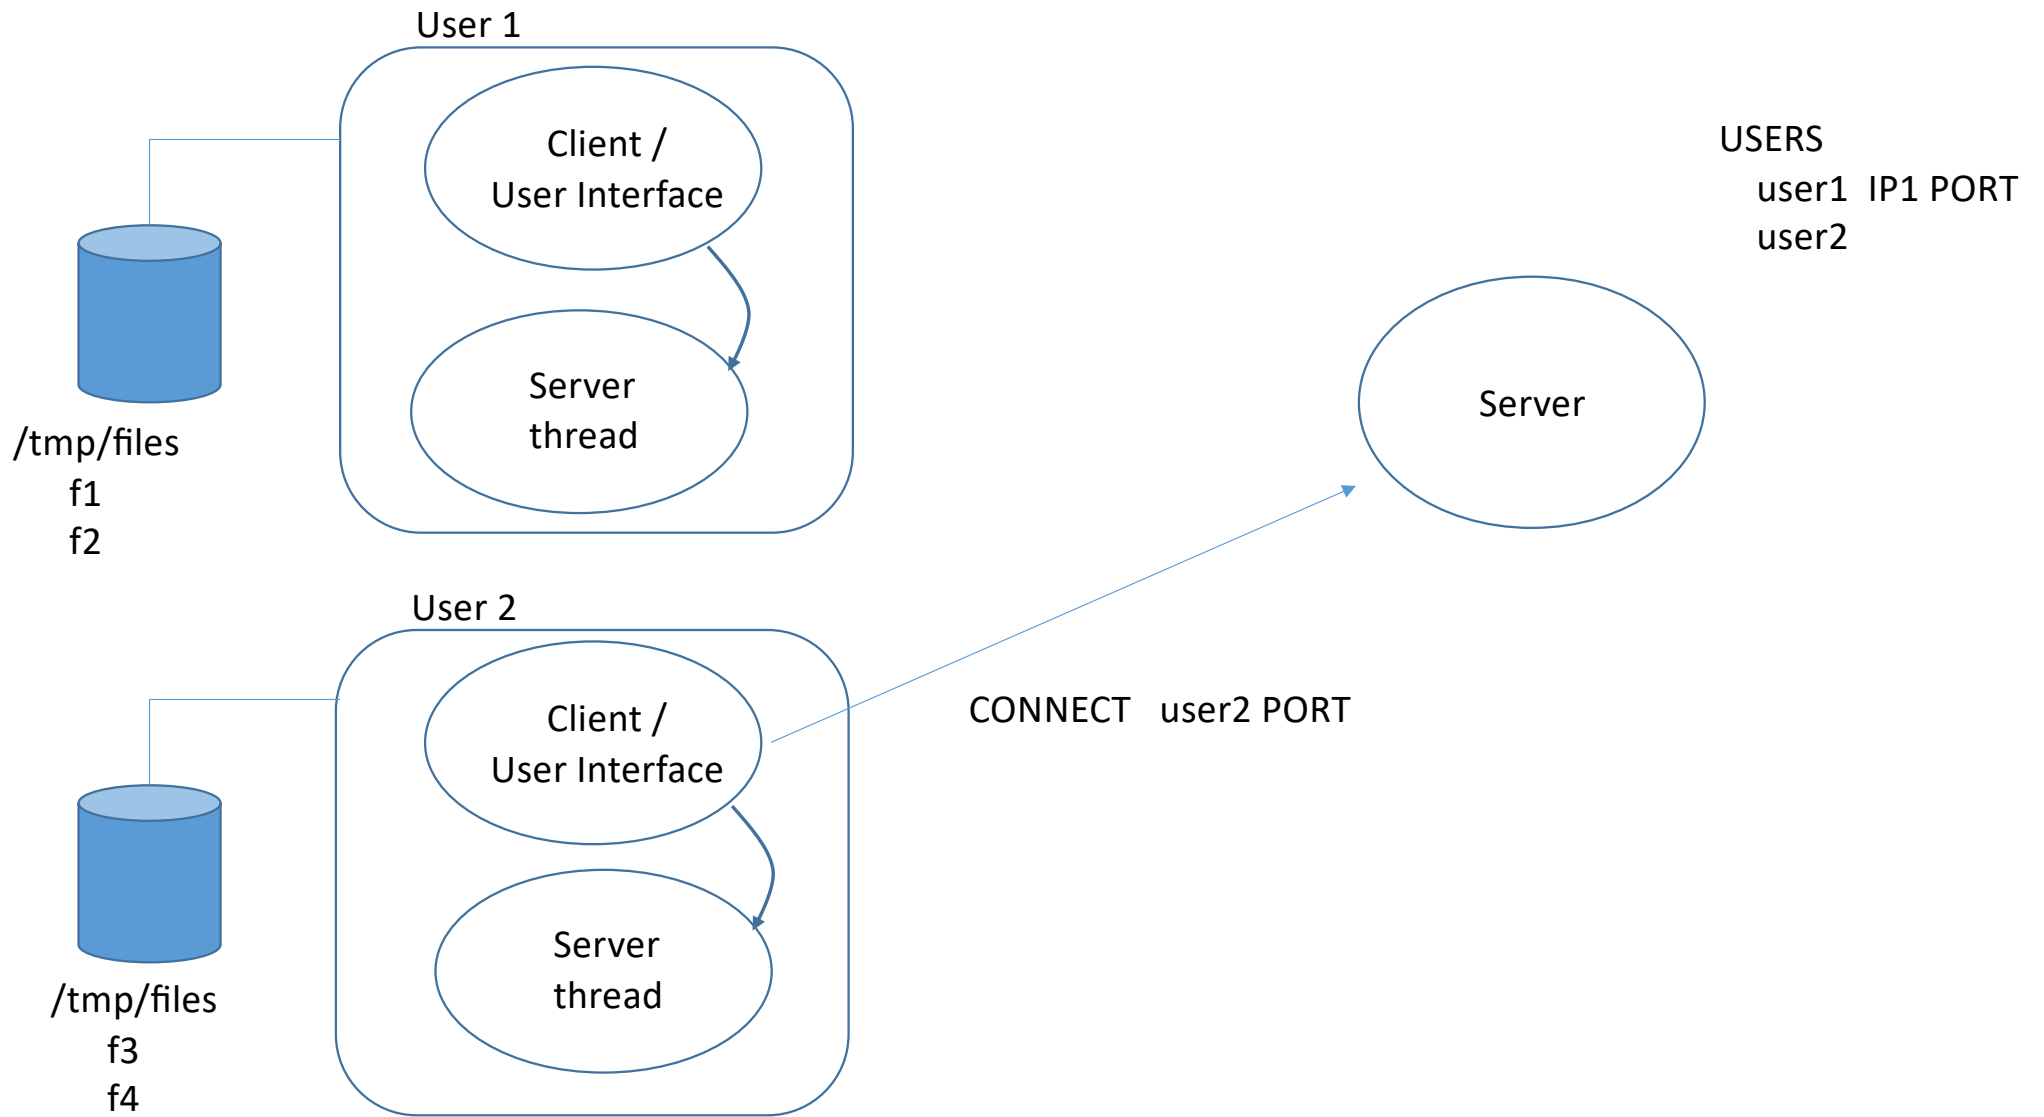 User 1
Client /
User Interface
Server
thread
/tmp/files
f1
f2
USERS
user1 IP1 PORT
user2
Server
User 2
Client /
User Interface
Server
thread
/tmp/files
f3
f4
CONNECT user2 PORT